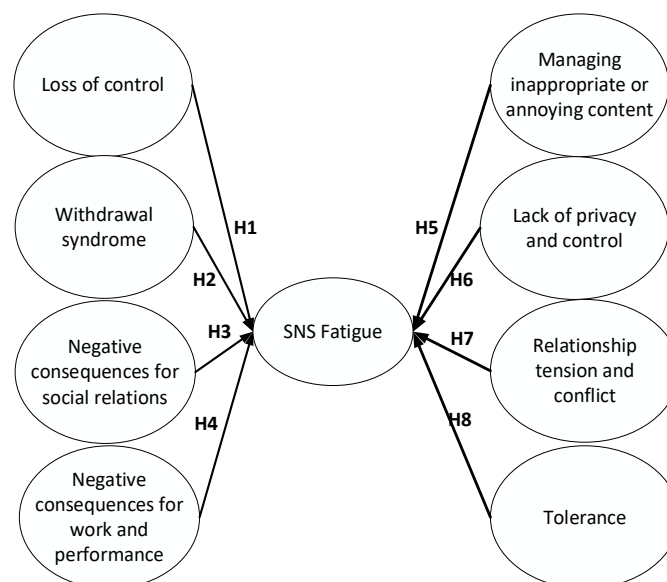 Loss of control
Withdrawal
syndrome
Negative
consequences for
social relations
Negative
consequences for
work and
performance
H1
H2
H3
H4
SNS Fatigue
H5
H6
H7
H8
Managing
inappropriate or
annoying content
Lack of privacy
and control
Relationship
tension and
conflict
Tolerance